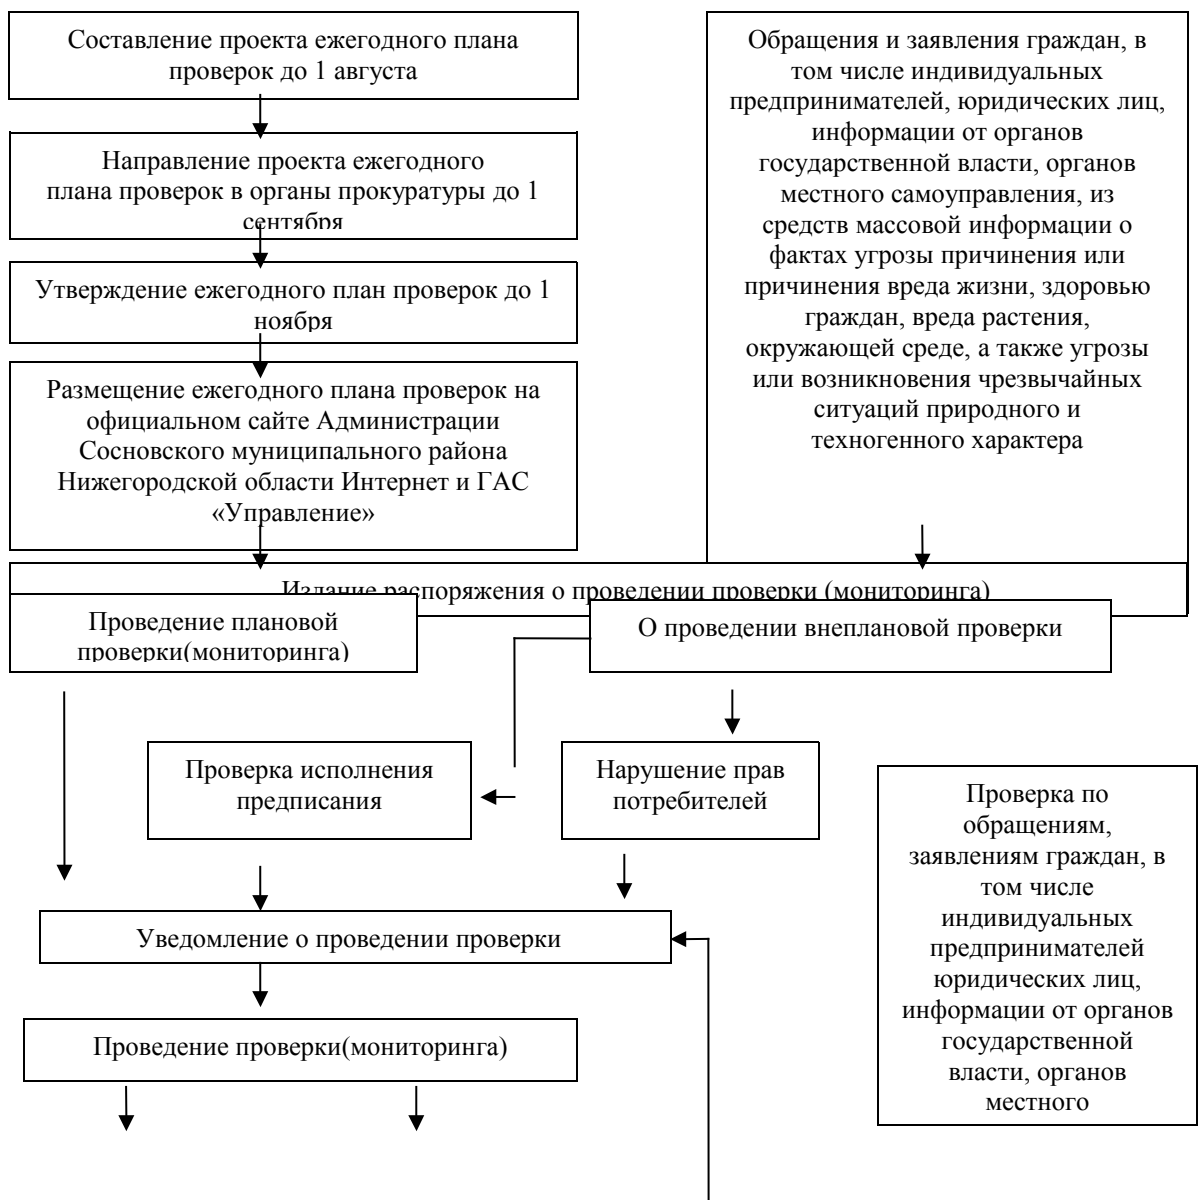 Составление проекта ежегодного плана
проверок до 1 августа
Направление проекта ежегодного
плана проверок в органы прокуратуры до 1
сентября
Утверждение ежегодного план проверок до 1
ноября
Размещение ежегодного плана проверок на
официальном сайте Администрации
Сосновского муниципального района
Нижегородской области Интернет и ГАС
«Управление»
Обращения и заявления граждан, в
том числе индивидуальных
предпринимателей, юридических лиц,
информации от органов
государственной власти, органов
местного самоуправления, из
средств массовой информации о
фактах угрозы причинения или
причинения вреда жизни, здоровью
граждан, вреда растения,
окружающей среде, а также угрозы
или возникновения чрезвычайных
ситуаций природного и
техногенного характера
Издание распоряжения о проведении проверки (мониторинга)
Проведение плановой
проверки(мониторинга)
О проведении внеплановой проверки
Проверка исполнения
предписания
Нарушение прав
потребителей
Проверка по
обращениям,
заявлениям граждан, в
том числе
индивидуальных
предпринимателей
юридических лиц,
информации от органов
государственной
власти, органов
местного
Уведомление о проведении проверки
Проведение проверки(мониторинга)